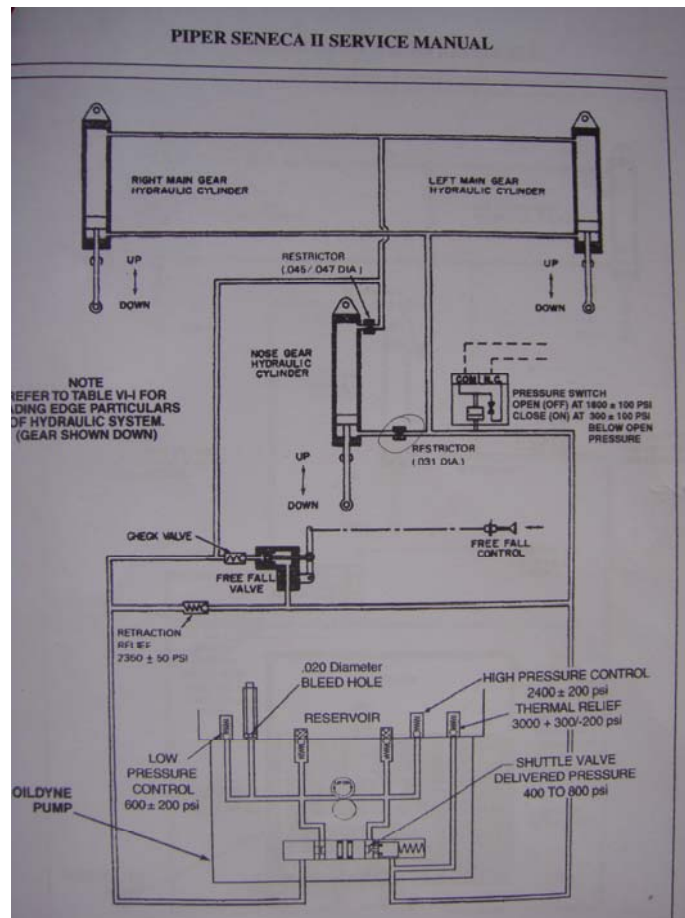 PIPER SENECA II SERVICE MANUAL
RIGHT MAIN GEAR
HYDRAULIC CYLINDER
LEFT MAIN GEAR
HYDRAULIC CYLINDER
UP
DOWN
RESTRICTOR
(.045/.047 DIA)
UP
DOWN
NOSE GEAR
HYDRAULIC
CYLINDER
NOTE
REFER TO TABLE VI-I FOR
ADING EDGE PARTICULARS
OF HYDRAULIC SYSTEM.
(GEAR SHOWN DOWN)
COM N.C.
PRESSURE SWITCH
OPEN (OFF) AT 1800 ± 100 PSI
CLOSE (ON) AT 300 ± 100 PSI
BELOW OPEN
PRESSURE
UP
DOWN
RESTRICTOR
(.031 DIA.)
CHECK VALVE
FREE FALL
VALVE
FREE FALL
CONTROL
RETRACTION
RELIEF
2350 ± 50 PSI
.020 Diameter
BLEED HOLE
HIGH PRESSURE CONTROL
2400 ± 200 psi
THERMAL RELIEF
3000 + 300/-200 psi
RESERVOIR
LOW
PRESSURE
CONTROL
600 ± 200 psi
SHUTTLE VALVE
DELIVERED PRESSURE
400 TO 800 psi
OILDYNE
PUMP